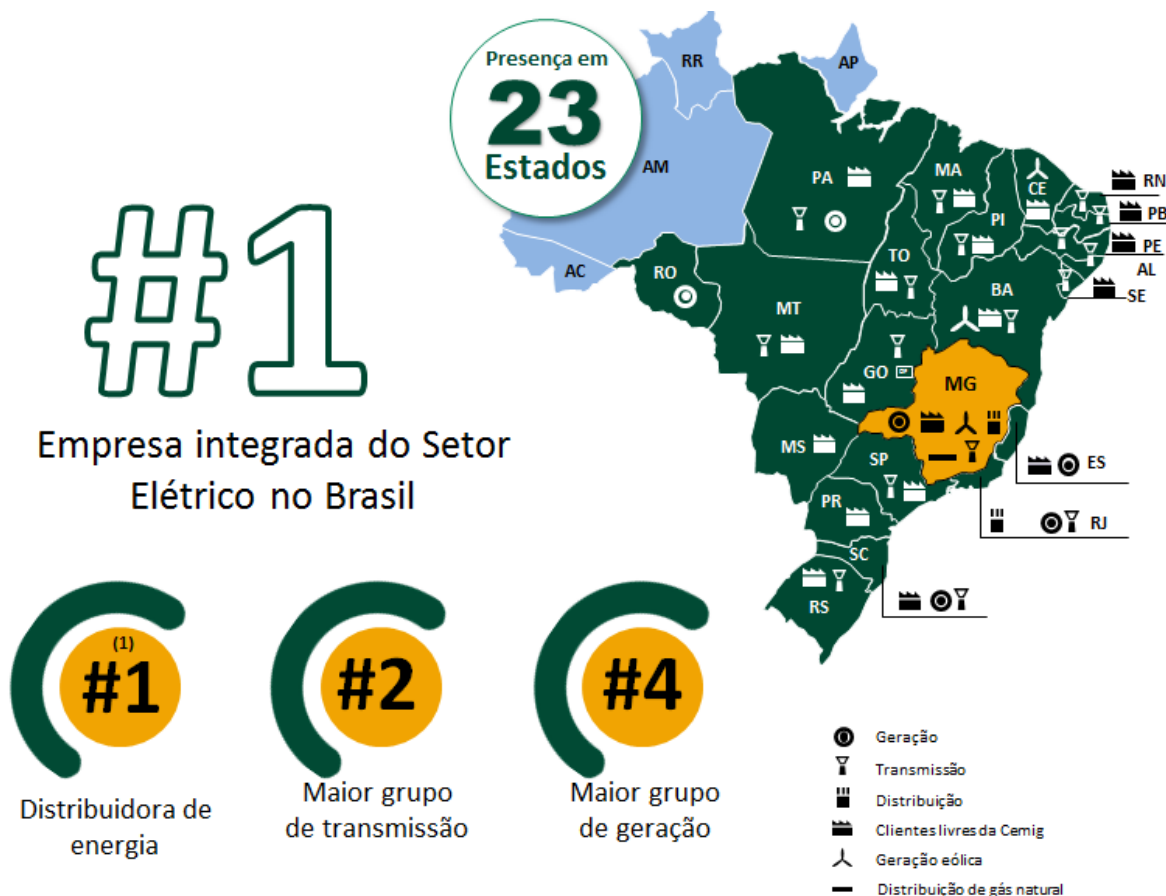 Presença em
23
Estados
#1
Empresa integrada do Setor
Elétrico no Brasil
RR
AP
AM
PA
MA
CE
RN
PB
PI
PE
AL
AC
RO
TO
SE
BA
MT
GO
MG
MS
SP
ES
PR
RJ
SC
RS
(1)
#1
Distribuidora de
energia
#2
Maior grupo
de transmissão
#4
Maior grupo
de geração
Geração
Transmissão
Distribuição
Clientes livres da Cemig
Geração eólica
Distribuição de gás natural